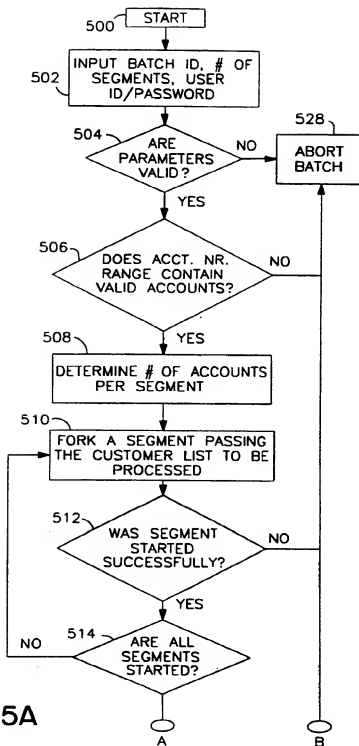 500
START
502
INPUT BATCH ID, # OF
SEGMENTS, USER
ID/PASSWORD
504
ARE
PARAMETERS
VALID?
NO
528
ABORT
BATCH
YES
506
DOES ACCT. NR.
RANGE CONTAIN
VALID ACCOUNTS?
NO
YES
508
DETERMINE # OF ACCOUNTS
PER SEGMENT
510
FORK A SEGMENT PASSING
THE CUSTOMER LIST TO BE
PROCESSED
512
WAS SEGMENT
STARTED
SUCCESSFULLY?
NO
YES
514
NO
ARE ALL
SEGMENTS
STARTED?
5A
A
B